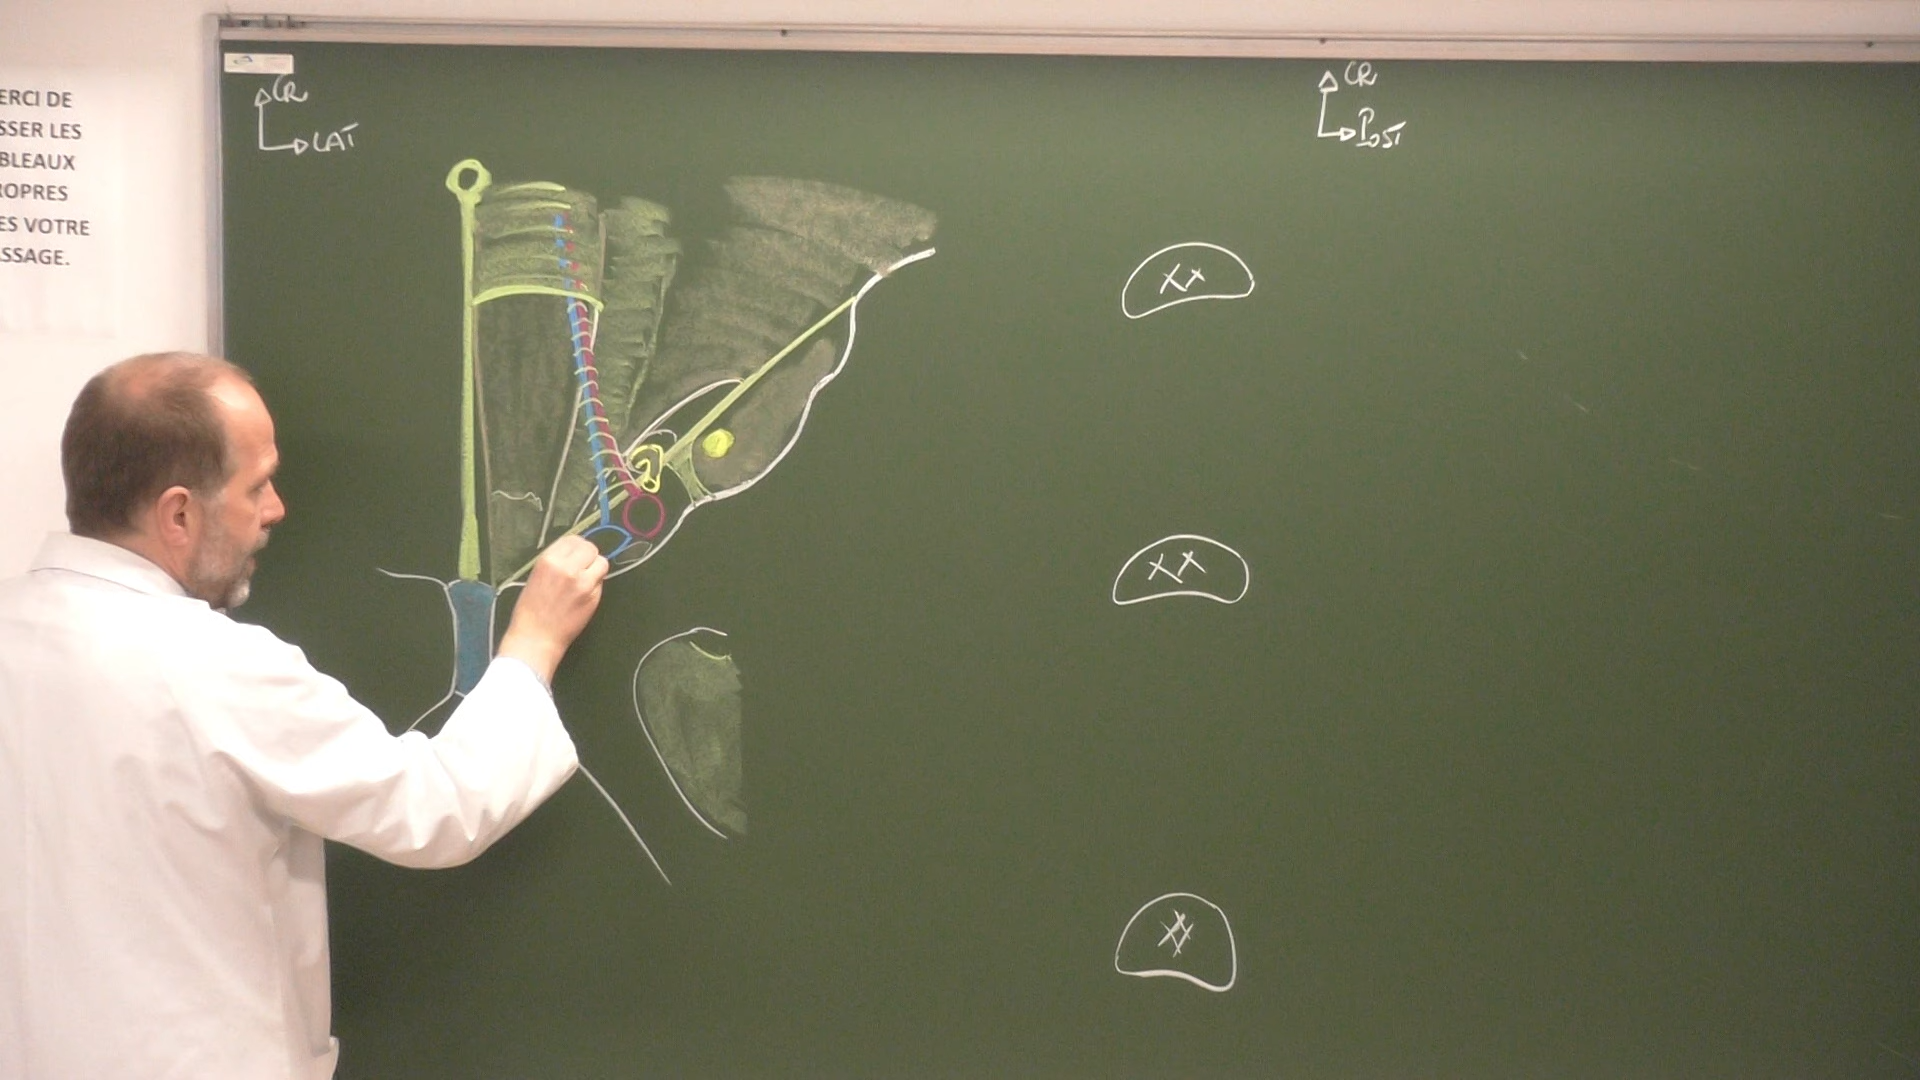 ERCI DE
SSER LES
BLEAUX
ROPRES
ES VOTRE
SSAGE.
CR
LAT
CR
POST